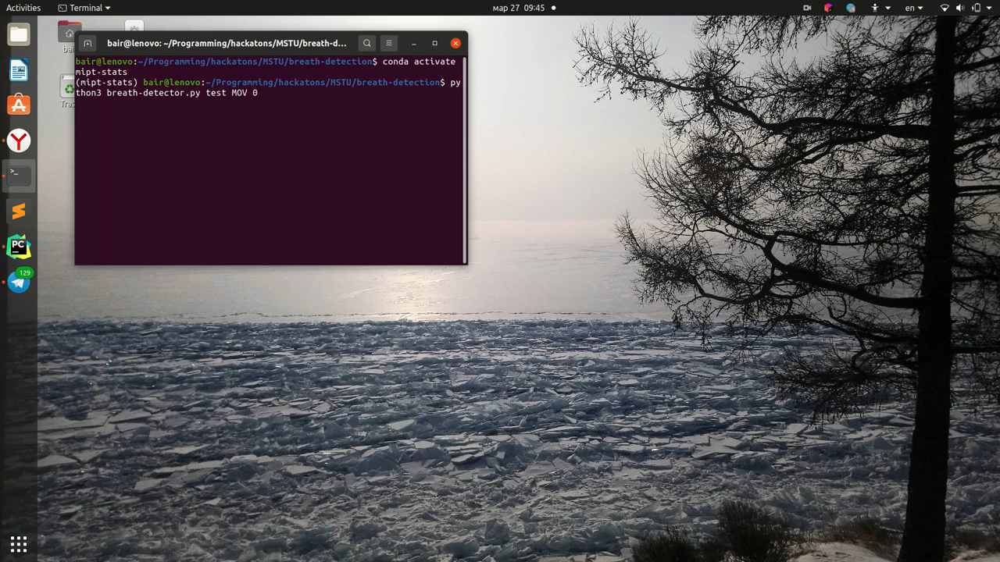 Activities
Terminal
мар 27 09:45
en
bair@lenovo: ~/Programming/hackatons/MSTU/breath-d...
bair@lenovo:~/Programming/hackatons/MSTU/breath-detection$ conda activate
mipt-stats
(mipt-stats) bair@lenovo:~/Programming/hackatons/MSTU/breath-detection$ py
thon3 breath-detector.py test MOV 0
PC
129